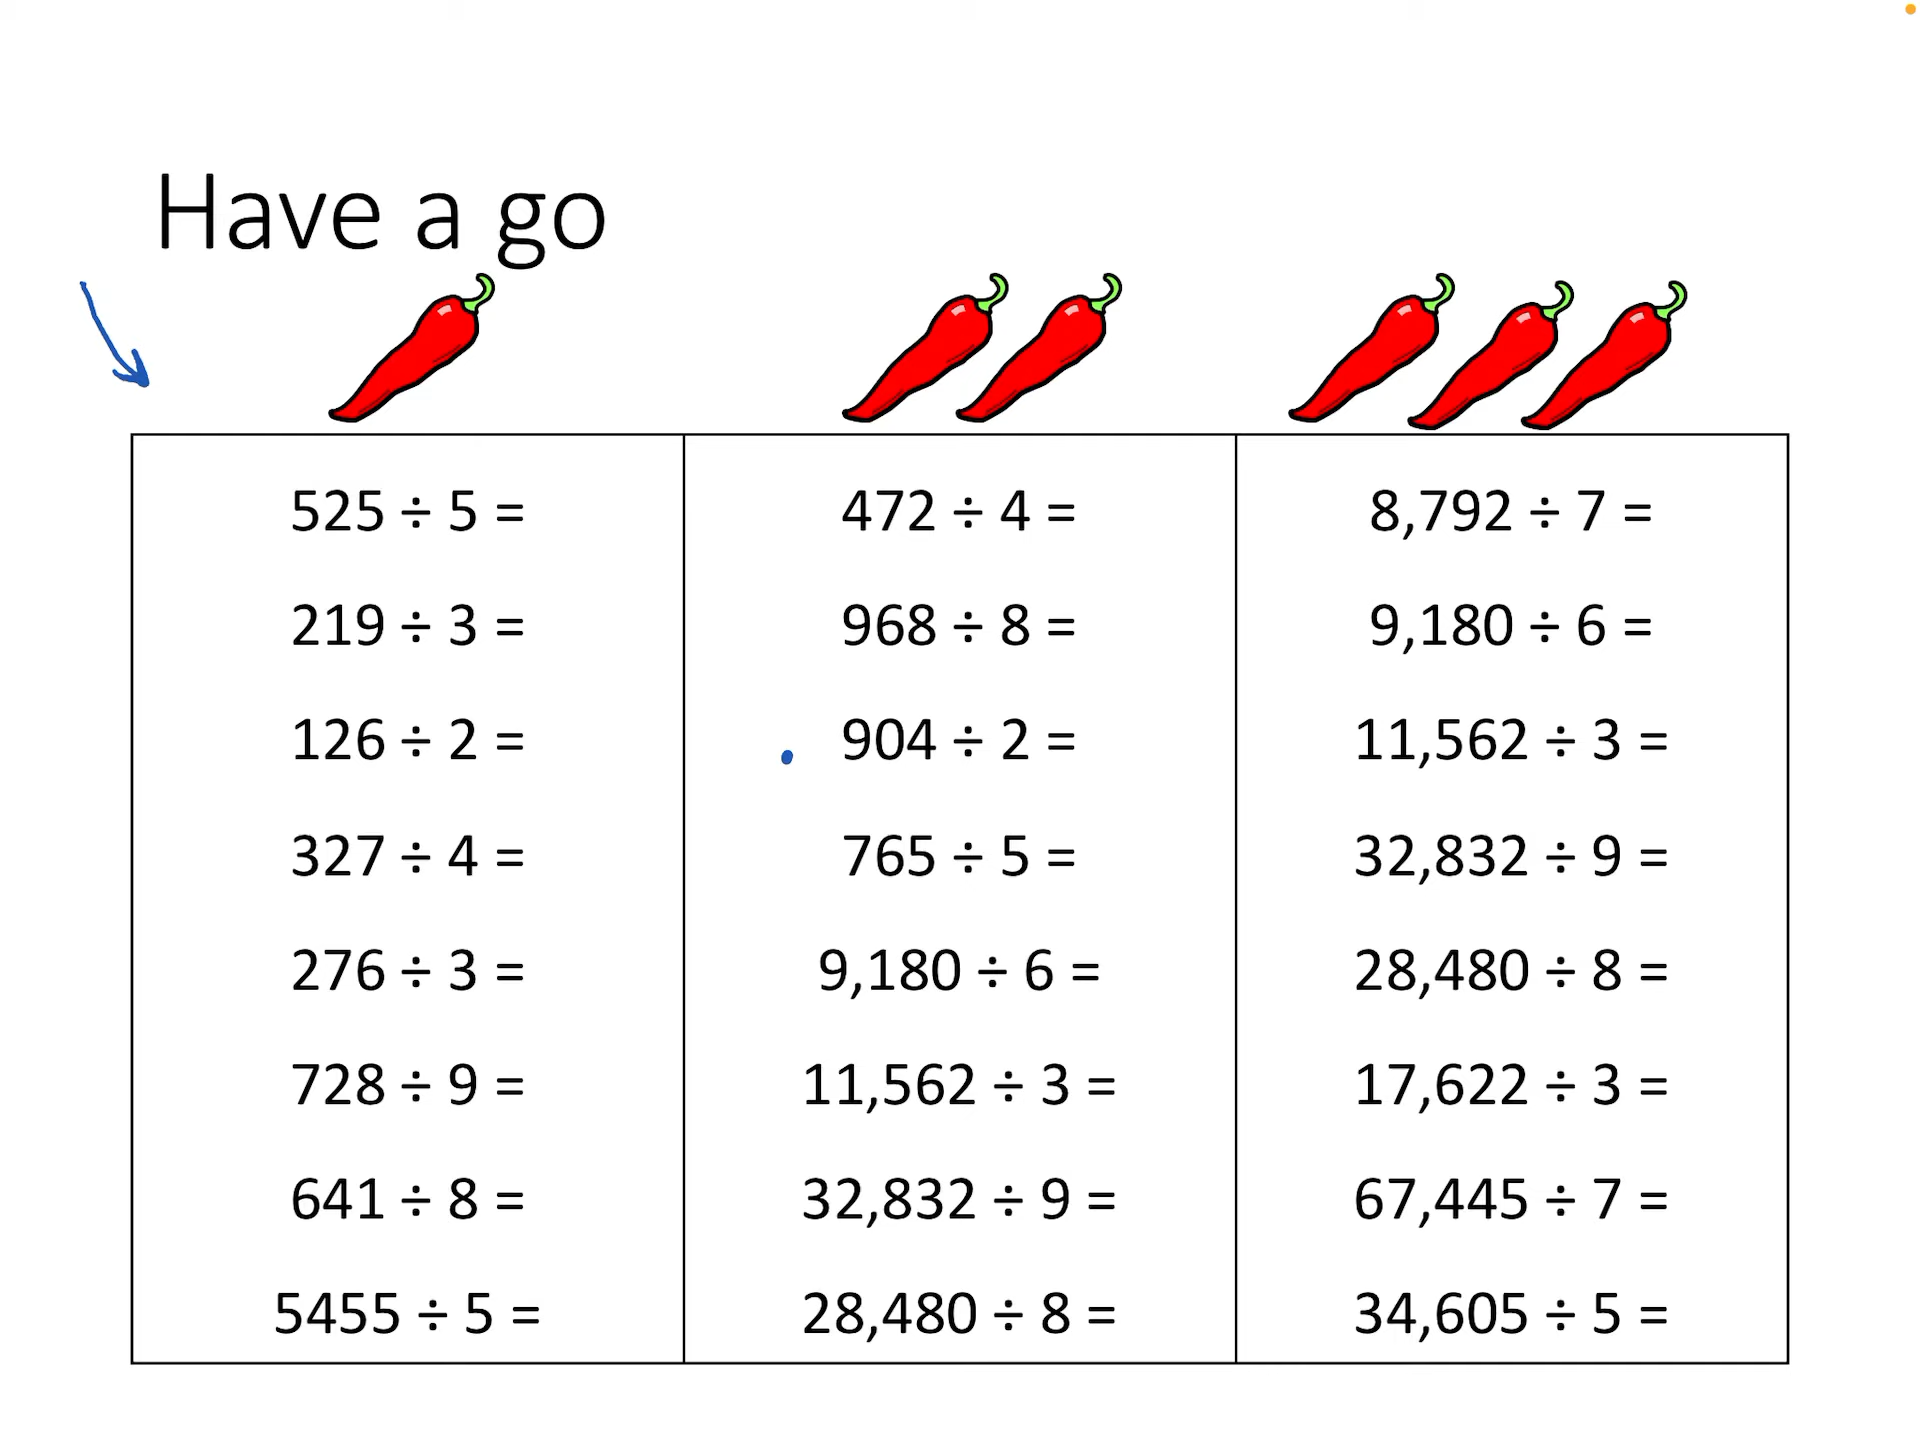 Have a go
525 ÷ 5 =
219 ÷ 3 =
126 ÷ 2 =
327 ÷ 4 =
276 ÷ 3 =
728 ÷ 9 =
641 ÷ 8 =
5455 ÷ 5 =
472 ÷ 4 =
968 ÷ 8 =
904 ÷ 2 =
765 ÷ 5 =
9,180 ÷ 6 =
11,562 ÷ 3 =
32,832 ÷ 9 =
28,480 ÷ 8 =
8,792 ÷ 7 =
9,180 ÷ 6 =
11,562 ÷ 3 =
32,832 ÷ 9 =
28,480 ÷ 8 =
17,622 ÷ 3 =
67,445 ÷ 7 =
34,605 ÷ 5 =